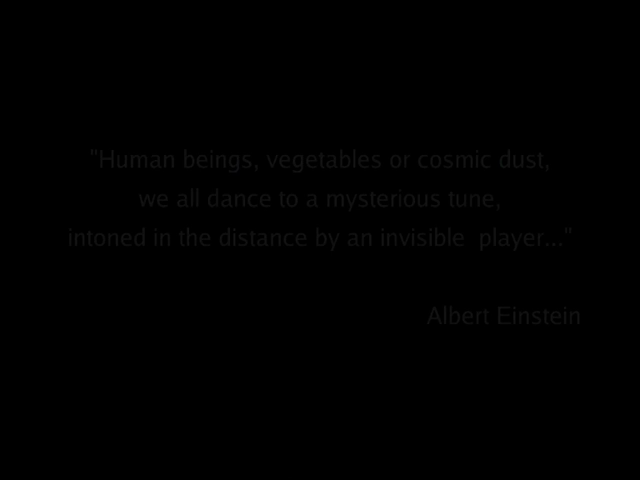 "Human beings, vegetables or cosmic dust,
we all dance to a mysterious tune,
intoned in the distance by an invisible  player..."
Albert Einstein